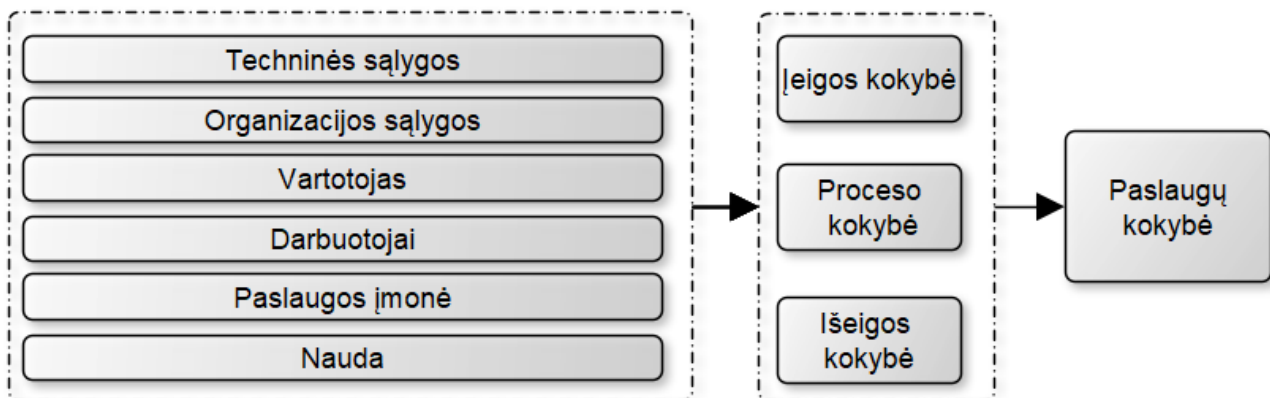 Techninės sąlygos
Organizacijos sąlygos
Vartotojas
Darbuotojai
Paslaugos įmonė
Nauda
Įeigos kokybė
Proceso
kokybė
Išeigos
kokybė
Paslaugų
kokybė